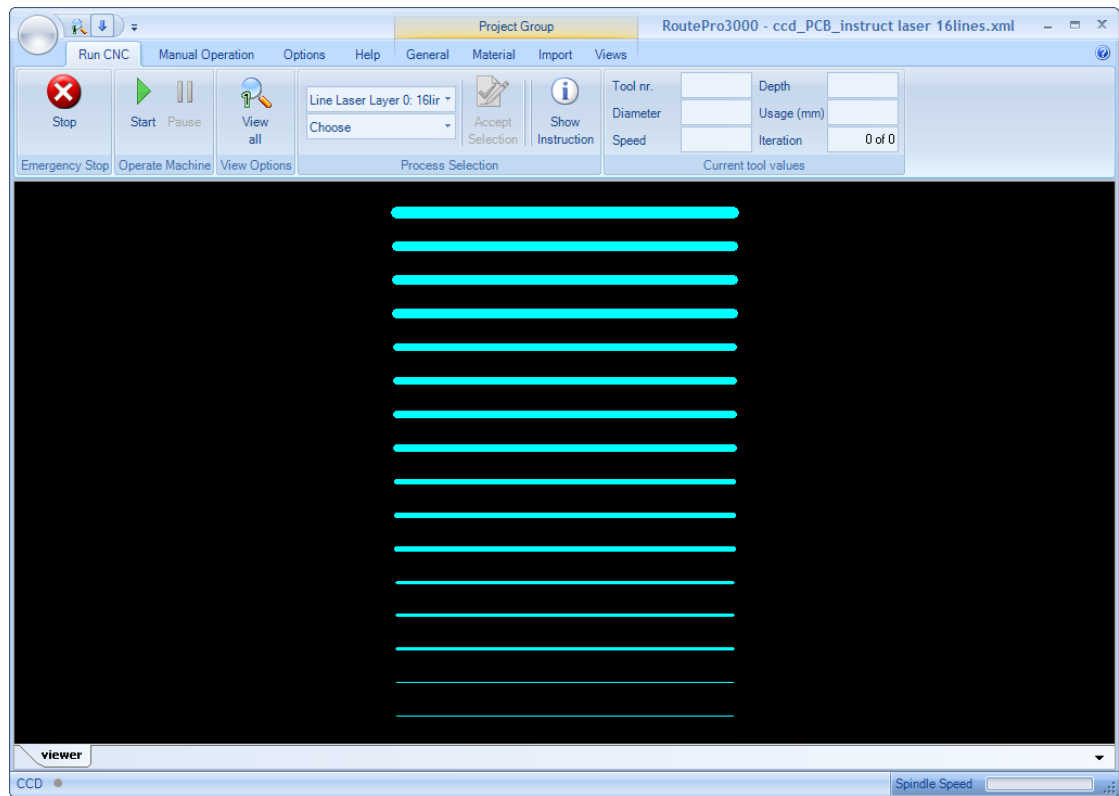 Project Group
RoutePro3000 - ccd_PCB_instruct laser 16lines.xml
Run CNC
Manual Operation
Options
Help
General
Material
Import
Views
Stop
Emergency Stop
Start
Pause
Operate Machine
View
all
View Options
Line Laser Layer 0: 16lir
Choose
Accept
Selection
Show
Instruction
Process Selection
Tool nr.
Diameter
Speed
Depth
Usage (mm)
Iteration
0 of 0
Current tool values
viewer
CCD
Spindle Speed